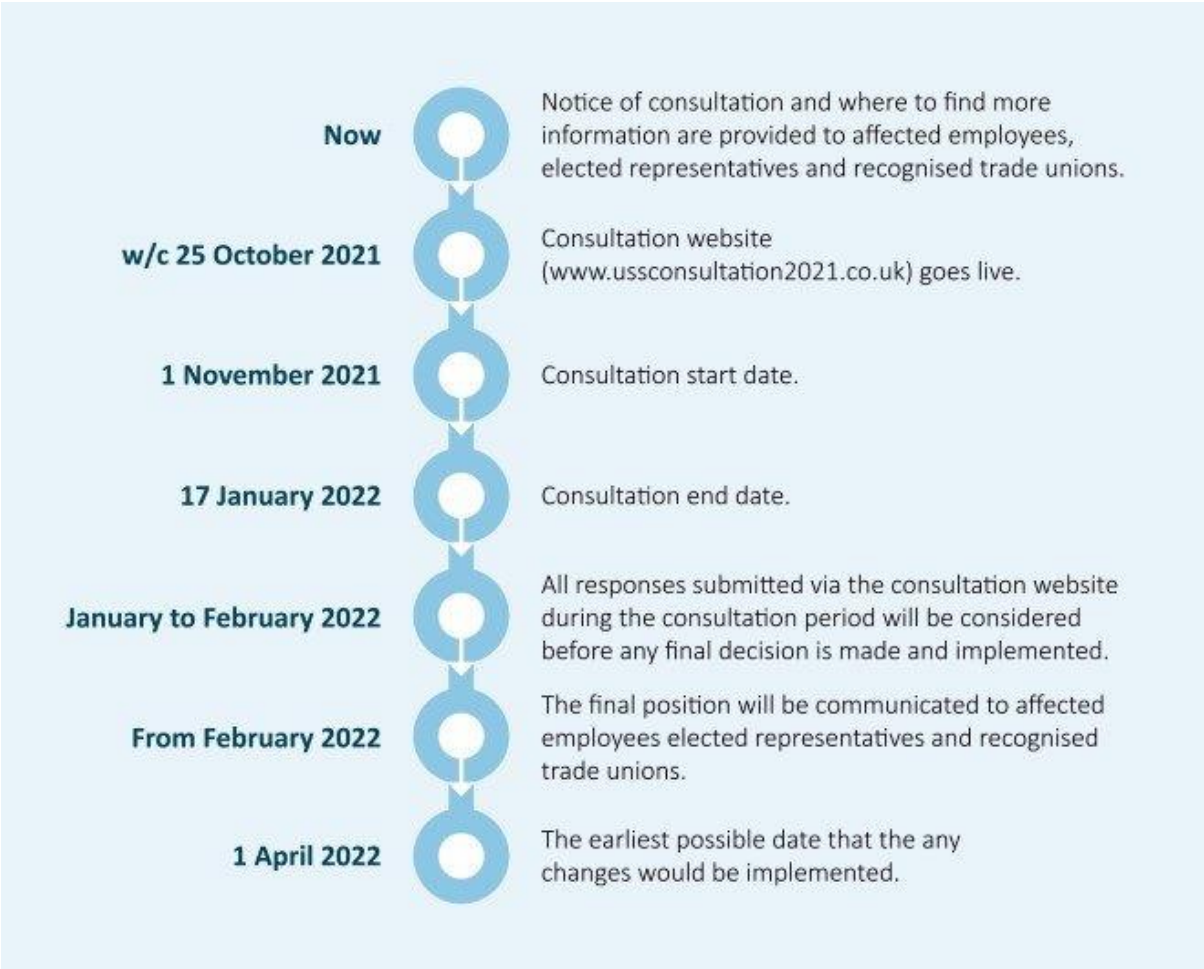 Now
Notice of consultation and where to find more
information are provided to affected employees,
elected representatives and recognised trade unions.
w/c 25 October 2021
Consultation website
(www.ussconsultation2021.co.uk) goes live.
1 November 2021
Consultation start date.
17 January 2022
Consultation end date.
January to February 2022
All responses submitted via the consultation website
during the consultation period will be considered
before any final decision is made and implemented.
From February 2022
The final position will be communicated to affected
employees elected representatives and recognised
trade unions.
1 April 2022
The earliest possible date that the any
changes would be implemented.